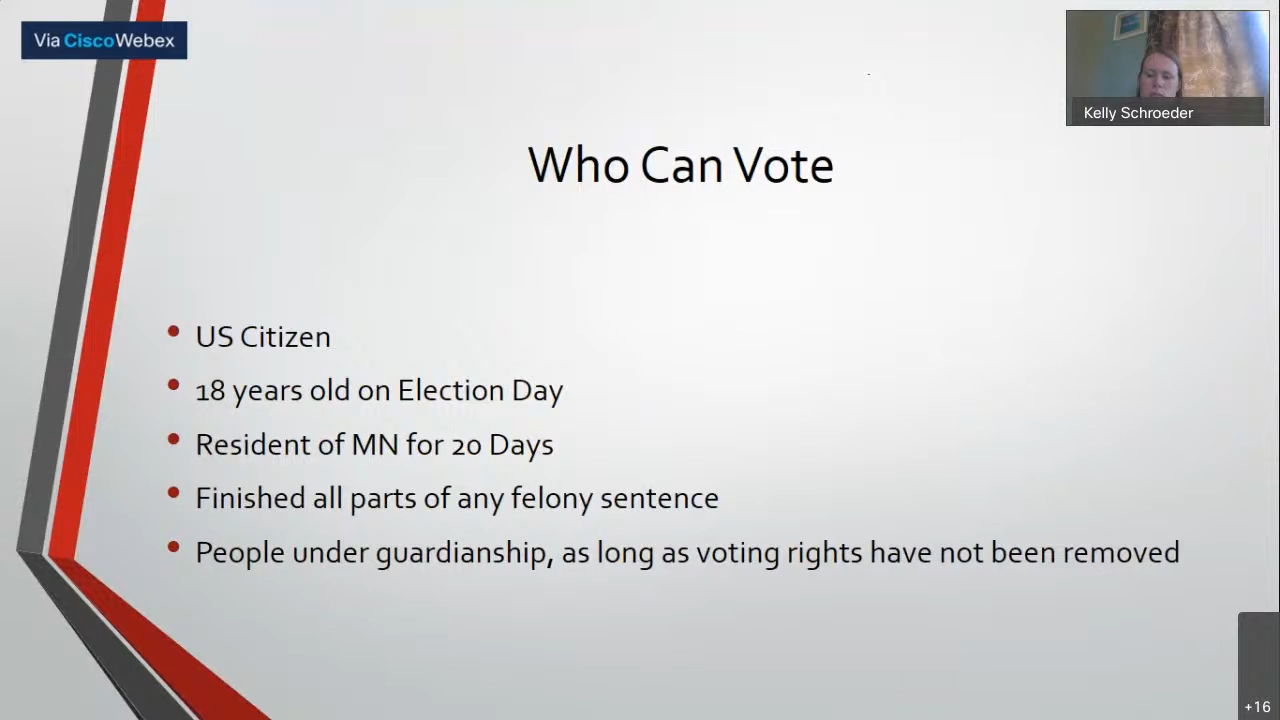 Via Cisco Webex
Kelly Schroeder
Who Can Vote
US Citizen
18 years old on Election Day
Resident of MN for 20 Days
Finished all parts of any felony sentence
People under guardianship, as long as voting rights have not been removed
+16